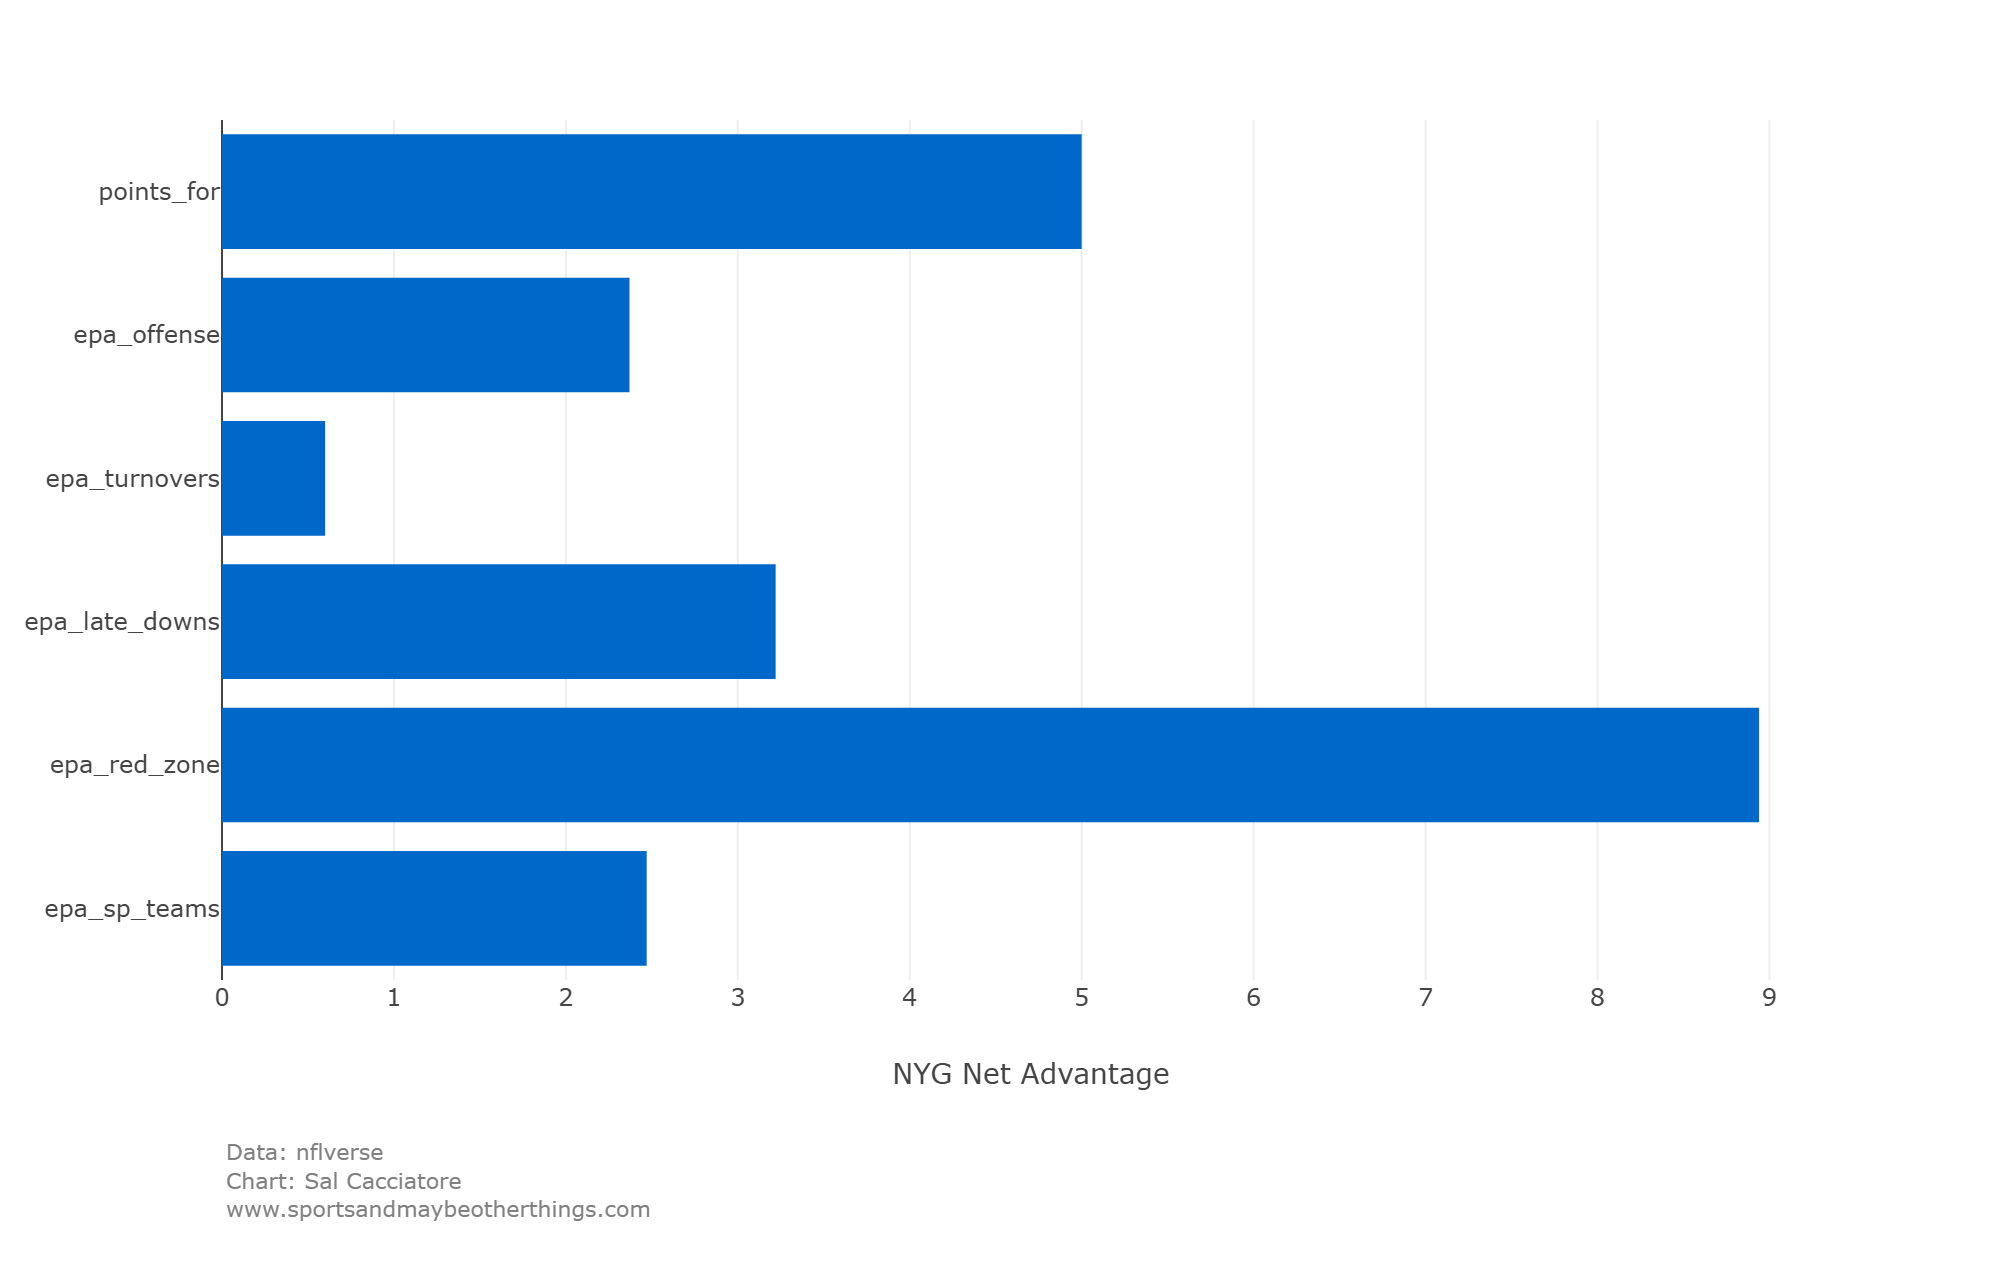 points_for
epa_offense
epa_turnovers
epa_late_downs
epa_red_zone
epa_sp_teams
0 1 2 3 4 5 6 7 8 9
NYG Net Advantage
Data: nflverse
Chart: Sal Cacciatore
www.sportsandmaybeotherthings.com